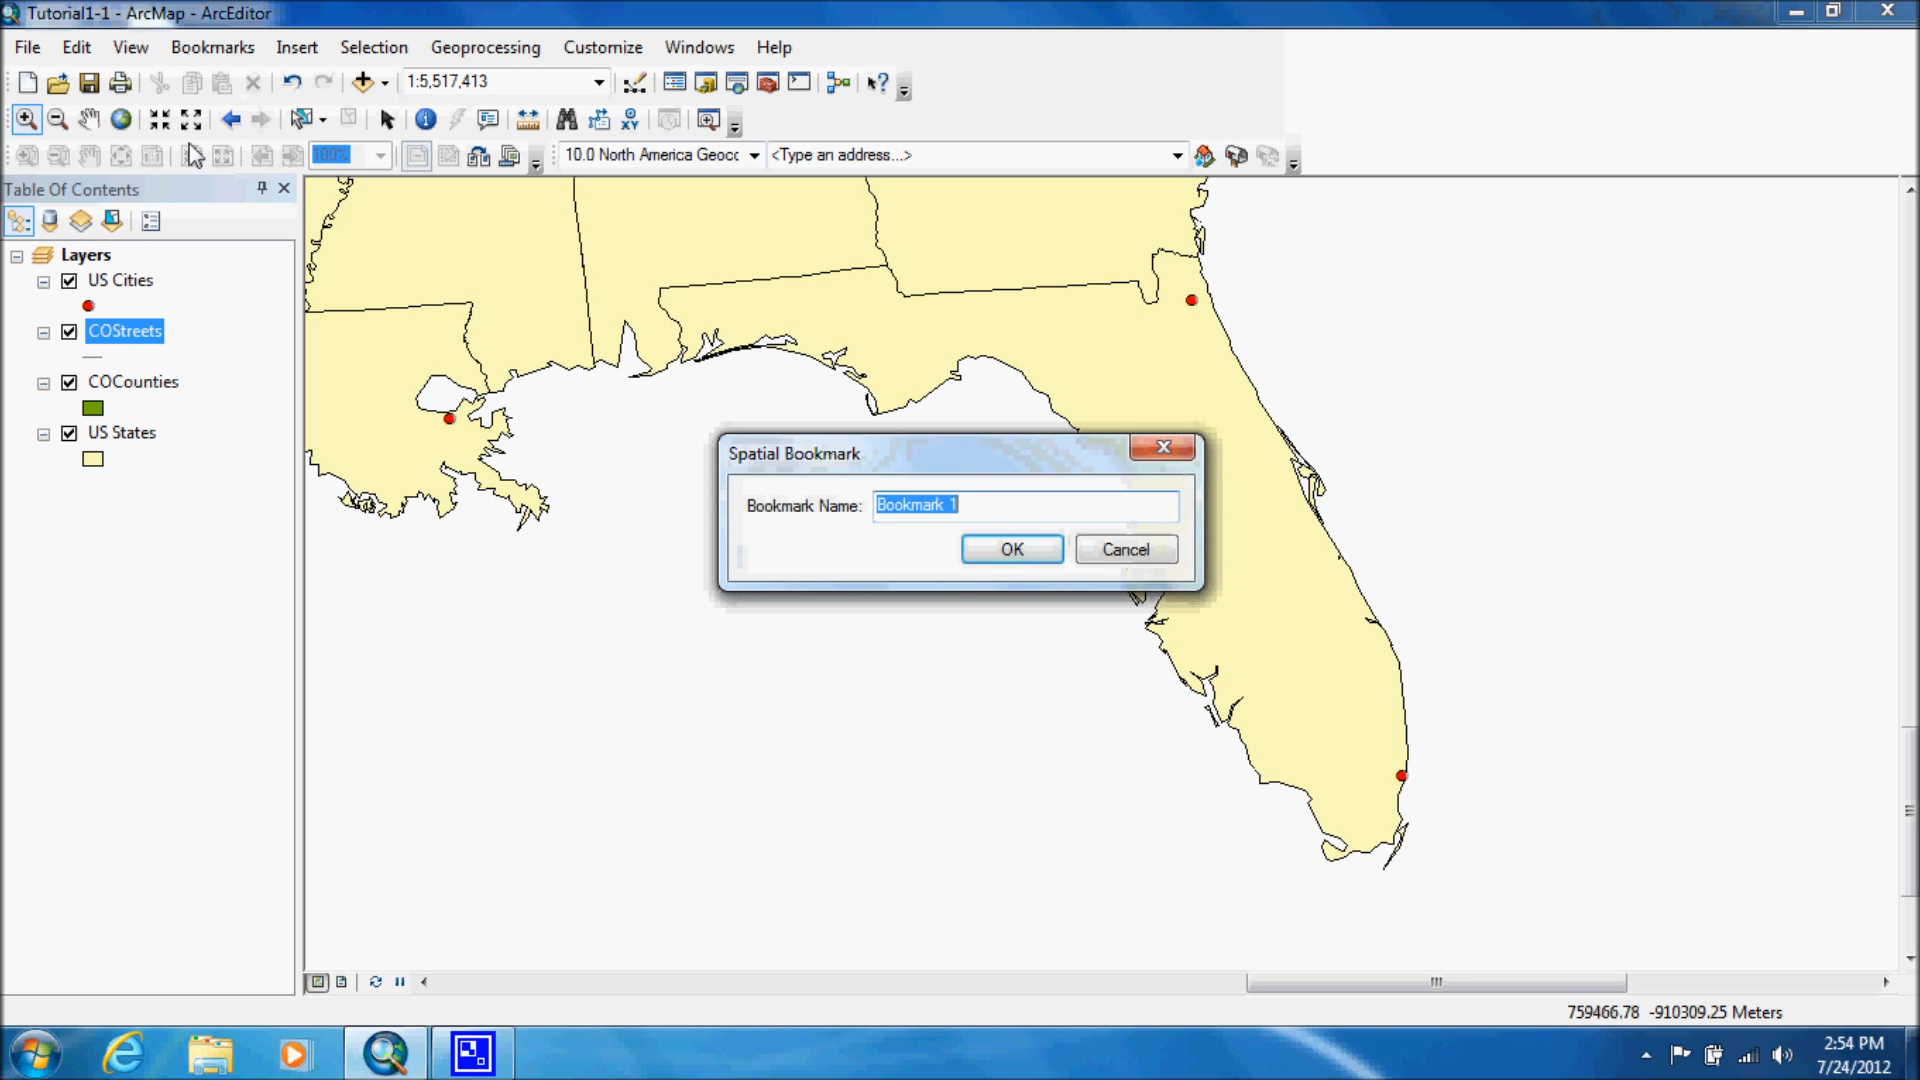 Tutorial1-1 - ArcMap - ArcEditor
File Edit View Bookmarks Insert Selection Geoprocessing Customize Windows Help
1:5,517,413
100% 10.0 North America Geocc <Type an address...>
Table Of Contents
Layers
US Cities
COStreets
COCounties
US States
Spatial Bookmark
Bookmark Name: Bookmark 1
OK Cancel
759466.78 -910309.25 Meters
2:54 PM
7/24/2012